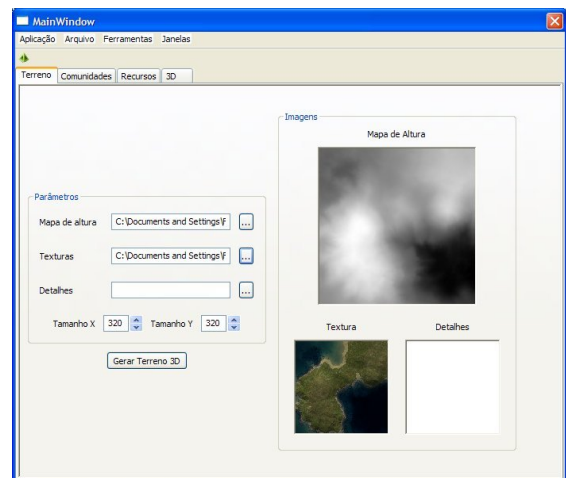 MainWindow
Aplicação Arquivo Ferramentas Janelas
Terreno Comunidades Recursos 3D
Imagens
Mapa de Altura
Parâmetros
Mapa de altura C:\Documents and Settings\F ...
Texturas C:\Documents and Settings\F ...
Detalhes ...
Tamanho X 320 Tamanho Y 320
Gerar Terreno 3D
Textura Detalhes